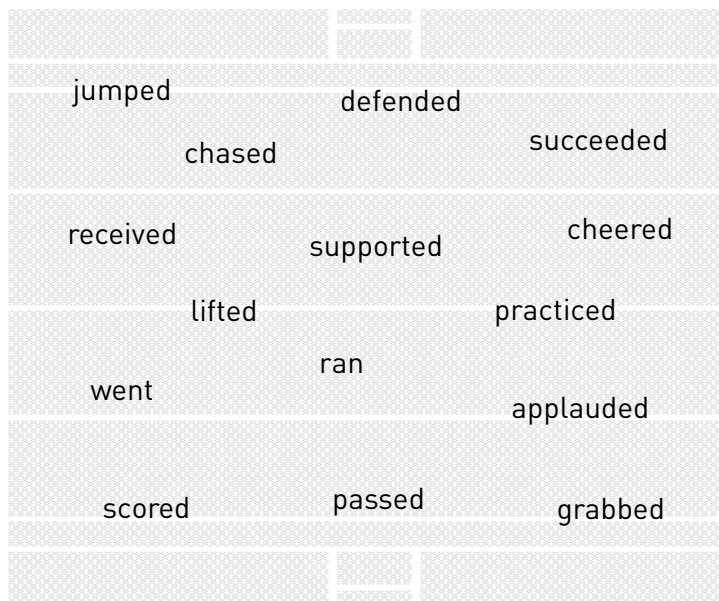 jumped
defended
chased
succeeded
received
supported
cheered
lifted
practiced
ran
went
applauded
scored
passed
grabbed